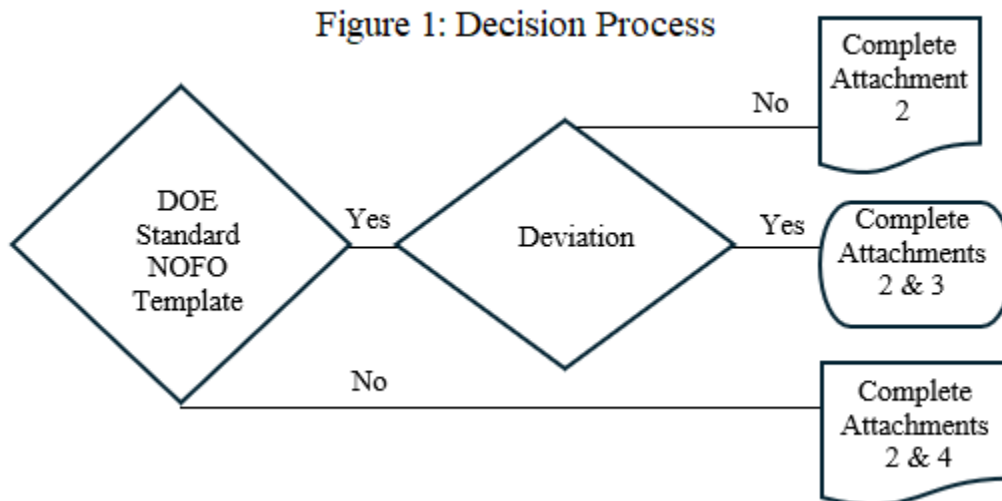 Figure 1: Decision Process
Complete
Attachment
2
No
DOE
Standard
NOFO
Template
Yes
Deviation
Yes
Complete
Attachments
2 & 3
No
Complete
Attachments
2 & 4